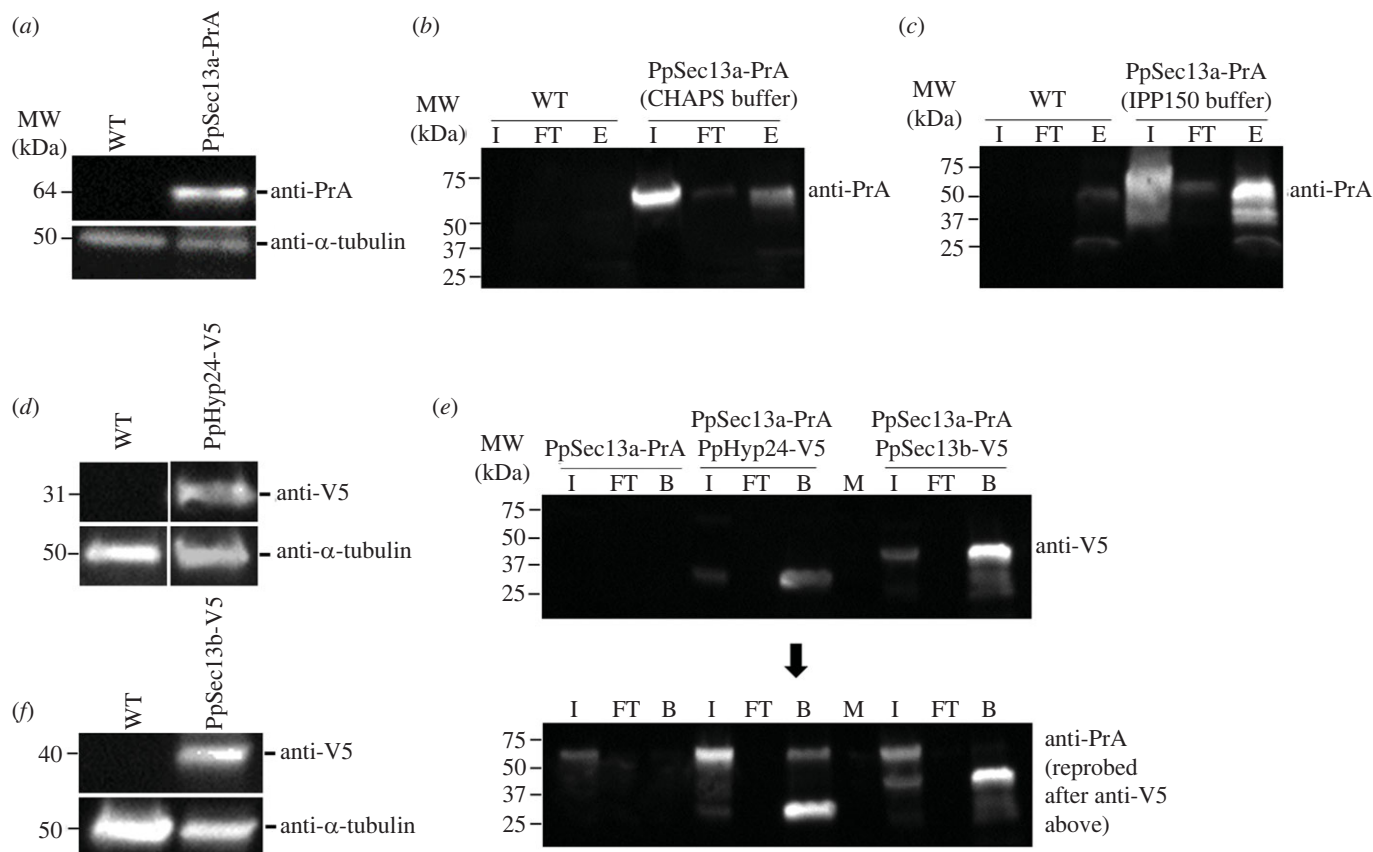 (a)
MW
(kDa)
WT
PpSec13a-PrA
64
anti-PrA
50
anti-α-tubulin
(b)
MW
(kDa)
WT
PpSec13a-PrA
(CHAPS buffer)
I FT E I FT E
75
50
37
25
anti-PrA
(c)
MW
(kDa)
WT
PpSec13a-PrA
(IPP150 buffer)
I FT E I FT E
75
50
37
25
anti-PrA
(d)
MW
(kDa)
WT
PpHyp24-V5
31
anti-V5
50
anti-α-tubulin
(e)
MW
(kDa)
PpSec13a-PrA
PpSec13a-PrA
PpHyp24-V5
PpSec13a-PrA
PpSec13b-V5
I FT B I FT B M I FT B
75
50
37
25
anti-V5
I FT B I FT B M I FT B
75
50
37
25
anti-PrA
(reprobed
after anti-V5
above)
(f)
WT
PpSec13b-V5
40
anti-V5
50
anti-α-tubulin